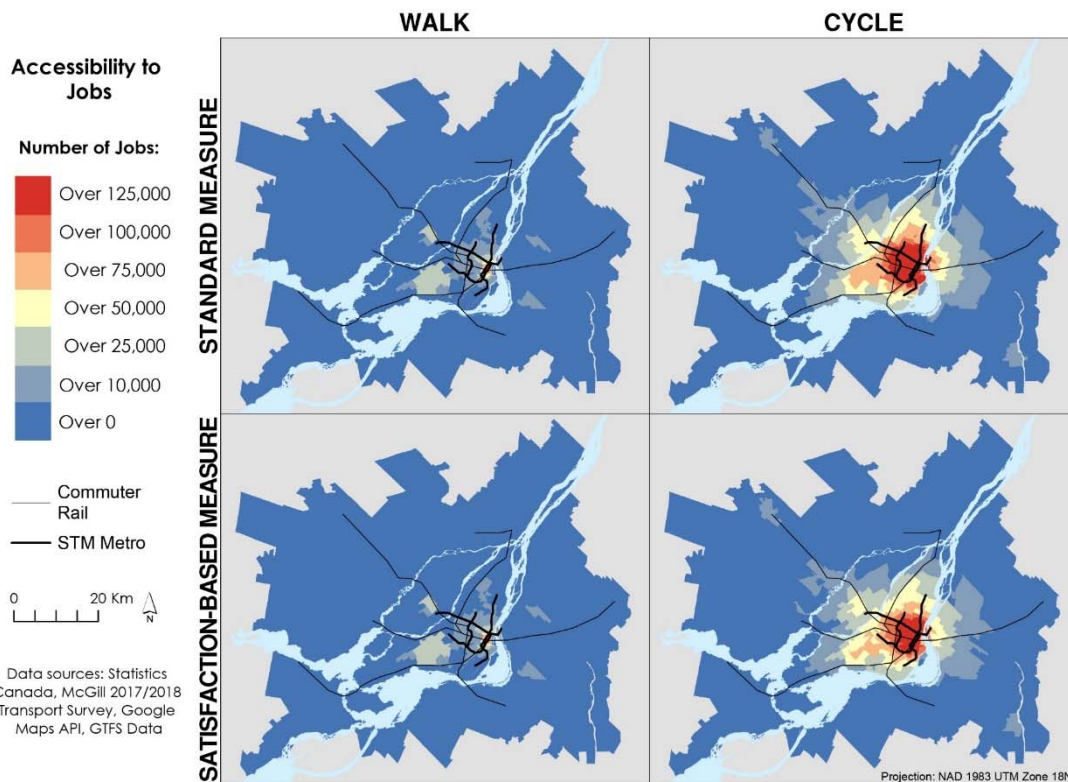 WALK
CYCLE
Accessibility to
Jobs
Number of Jobs:
Over 125,000
Over 100,000
Over 75,000
Over 50,000
Over 25,000
Over 10,000
Over 0
Commuter
Rail
STM Metro
0 20 Km
N
Data sources: Statistics
Canada, McGill 2017/2018
Transport Survey, Google
Maps API, GTFS Data
STANDARD MEASURE
SATISFACTION-BASED MEASURE
Projection: NAD 1983 UTM Zone 18N